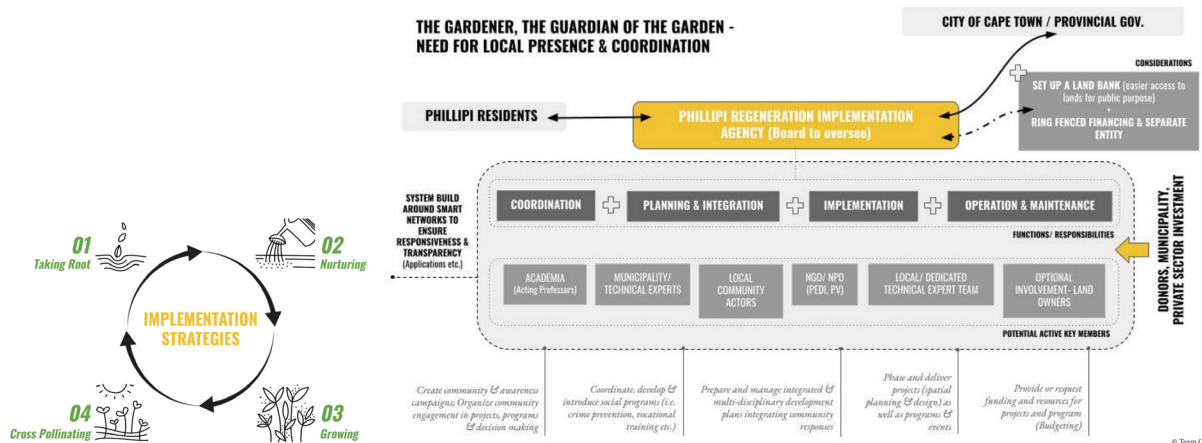 THE GARDENER, THE GUARDIAN OF THE GARDEN -
NEED FOR LOCAL PRESENCE & COORDINATION
CITY OF CAPE TOWN / PROVINCIAL GOV.
CONSIDERATIONS
SET UP A LAND BANK (easier access to
lands for public purpose)
+
RING FENCED FINANCING & SEPARATE
ENTITY
PHILLIPI RESIDENTS
PHILLIPI REGENERATION IMPLEMENTATION
AGENCY (Board to oversee)
SYSTEM BUILD
AROUND SMART
NETWORKS TO
ENSURE
RESPONSIVENESS &
TRANSPARENCY
(Applications etc.)
COORDINATION
PLANNING & INTEGRATION
IMPLEMENTATION
OPERATION & MAINTENANCE
FUNCTIONS/ RESPONSIBILITIES
ACADEMIA
(Acting Professors)
MUNICIPALITY/
TECHNICAL EXPERTS
LOCAL
COMMUNITY
ACTORS
NGO/ NPO
(PEDI, PV)
LOCAL/ DEDICATED
TECHNICAL EXPERT TEAM
OPTIONAL
INVOLVEMENT- LAND
OWNERS
POTENTIAL ACTIVE KEY MEMBERS
DONORS, MUNICIPALITY,
PRIVATE SECTOR INVESTMENT
Create community & awareness
campaigns; Organize community
engagement in projects, programs
& decision making
Coordinate, develop &
introduce social programs (i.e.
crime prevention, vocational
training etc.)
Prepare and manage integrated &
multi-disciplinary development
plans integrating community
responses
Phase and deliver
projects (spatial
planning & design) as
well as programs &
events
Provide or request
funding and resources for
projects and program
(Budgeting)
01
Taking Root
02
Nurturing
IMPLEMENTATION
STRATEGIES
04
Cross Pollinating
03
Growing